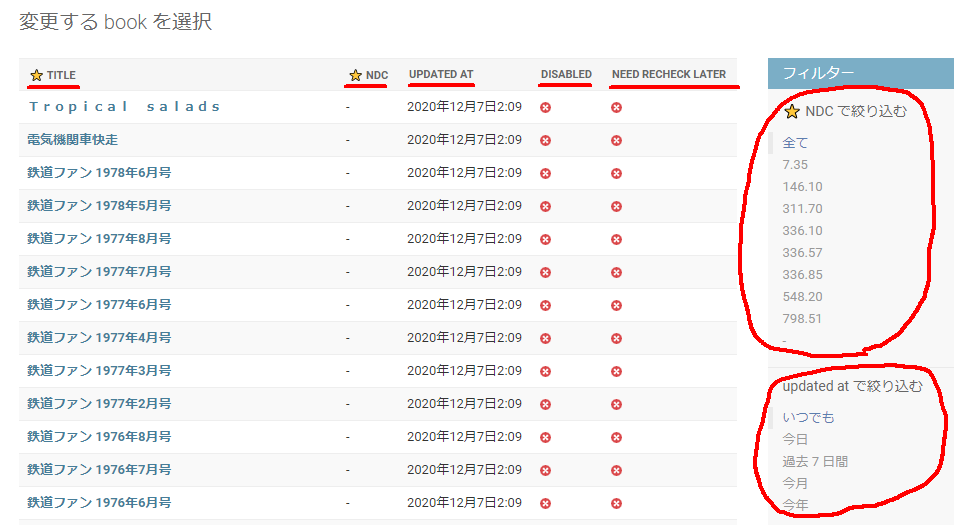 変更する book を選択
TITLE NDC UPDATED AT DISABLED NEED RECHECK LATER
Ｔｒｏｐｉｃａｌ　ｓａｌａｄｓ - 2020年12月7日2:09
電気機関車快走 - 2020年12月7日2:09
鉄道ファン 1978年6月号 - 2020年12月7日2:09
鉄道ファン 1978年5月号 - 2020年12月7日2:09
鉄道ファン 1977年8月号 - 2020年12月7日2:09
鉄道ファン 1977年7月号 - 2020年12月7日2:09
鉄道ファン 1977年6月号 - 2020年12月7日2:09
鉄道ファン 1977年4月号 - 2020年12月7日2:09
鉄道ファン 1977年3月号 - 2020年12月7日2:09
鉄道ファン 1977年2月号 - 2020年12月7日2:09
鉄道ファン 1976年8月号 - 2020年12月7日2:09
鉄道ファン 1976年7月号 - 2020年12月7日2:09
鉄道ファン 1976年6月号 - 2020年12月7日2:09
フィルター
NDC で絞り込む
全て
7.35
146.10
311.70
336.10
336.57
336.85
548.20
798.51
-
updated at で絞り込む
いつでも
今日
過去 7 日間
今月
今年